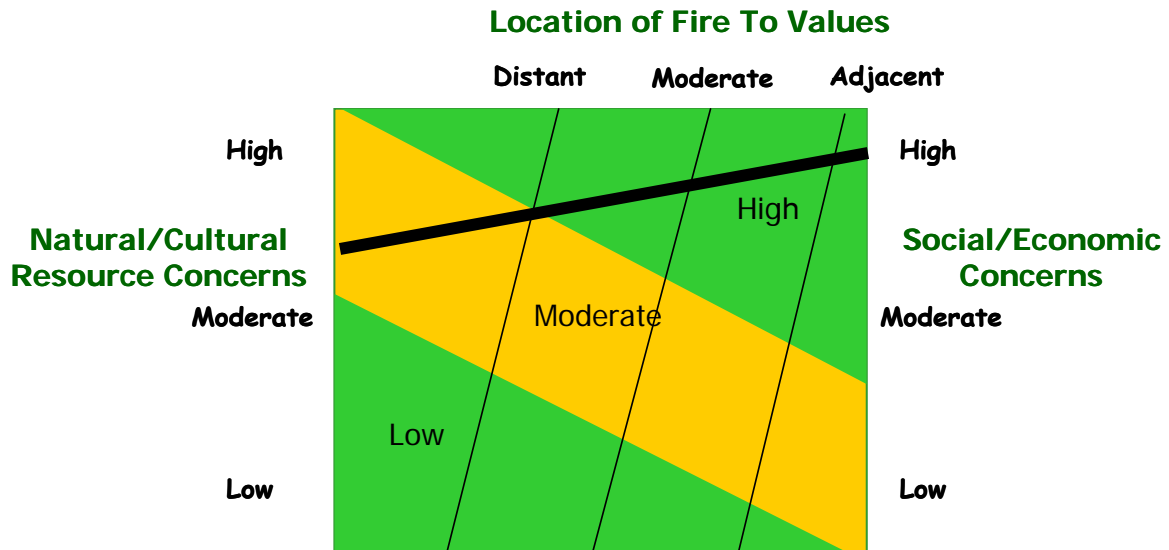 Location of Fire To Values
Distant
Moderate
Adjacent
High
High
High
Natural/Cultural
Resource Concerns
Social/Economic
Concerns
Moderate
Moderate
Moderate
Low
Low
Low